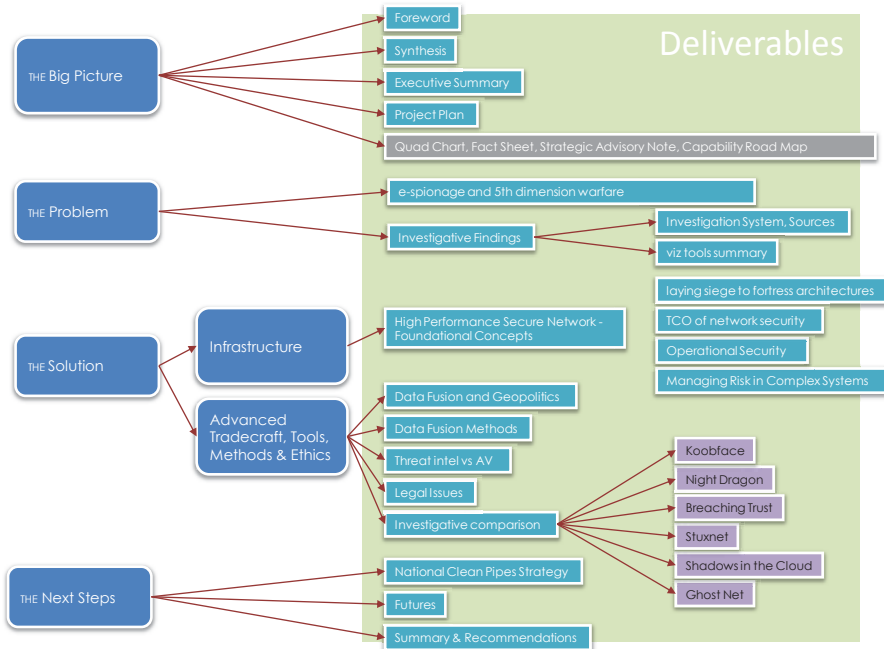 Deliverables
THE Big Picture
Foreword
Synthesis
Executive Summary
Project Plan
Quad Chart, Fact Sheet, Strategic Advisory Note, Capability Road Map
THE Problem
e-spionage and 5th dimension warfare
Investigative Findings
Investigation System, Sources
viz tools summary
THE Solution
Infrastructure
High Performance Secure Network -
Foundational Concepts
laying siege to fortress architectures
TCO of network security
Operational Security
Managing Risk in Complex Systems
Advanced
Tradecraft, Tools,
Methods & Ethics
Data Fusion and Geopolitics
Data Fusion Methods
Threat intel vs AV
Legal Issues
Investigative comparison
Koobface
Night Dragon
Breaching Trust
Stuxnet
Shadows in the Cloud
Ghost Net
THE Next Steps
National Clean Pipes Strategy
Futures
Summary & Recommendations